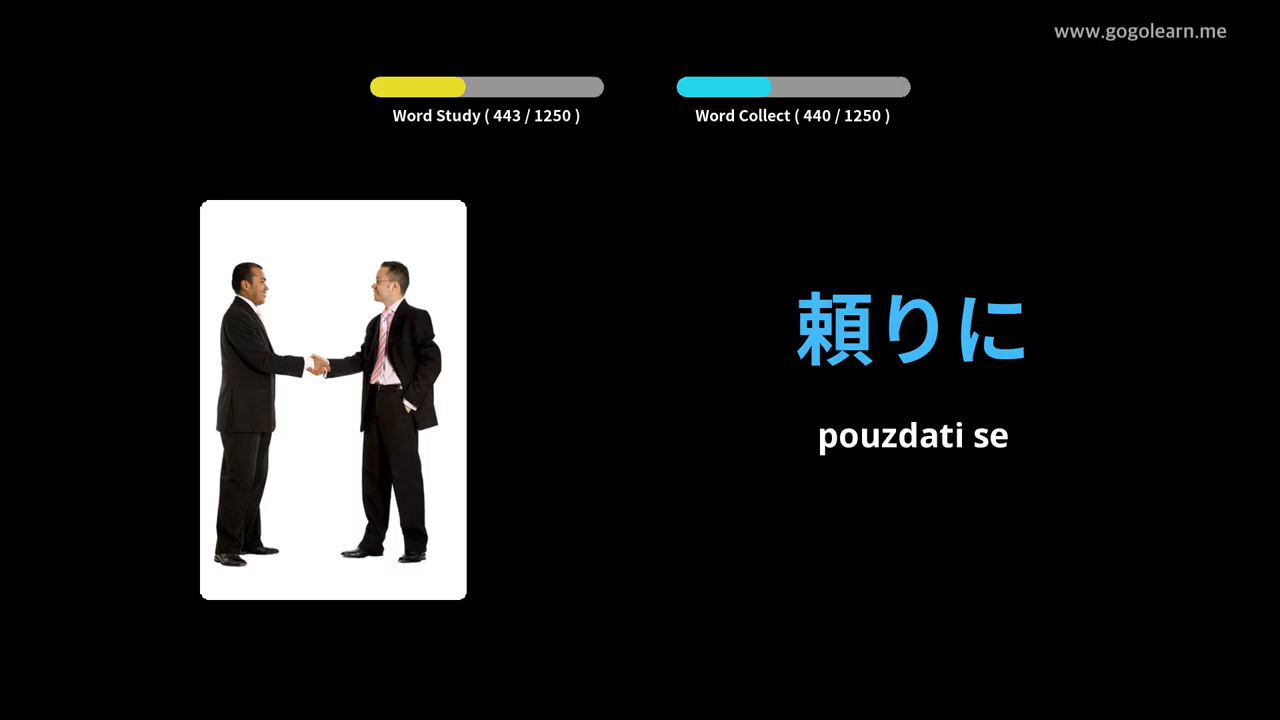 www.gogolearn.me
Word Study ( 443 / 1250 )
Word Collect ( 440 / 1250 )
頼りに
pouzdati se